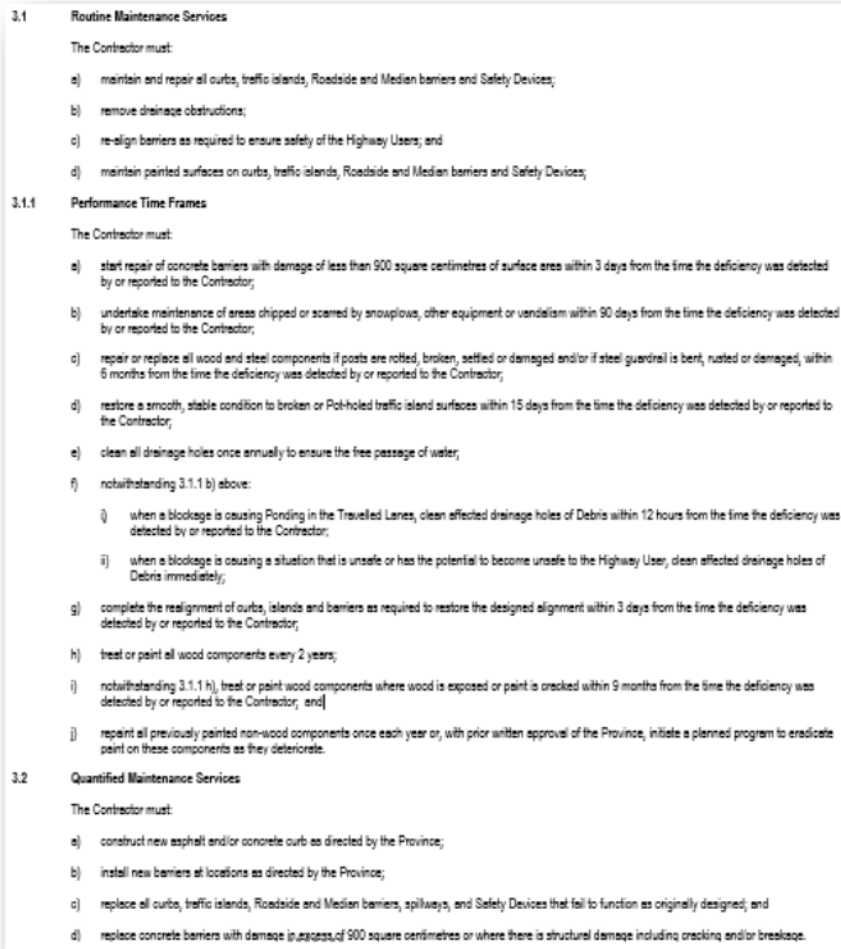 3.1 Routine Maintenance Services
The Contractor must:
a) maintain and repair all curbs, traffic islands, Roadside and Median barriers and Safety Devices;
b) remove drainage obstructions;
c) re-align barriers as required to ensure safety of the Highway Users; and
d) maintain painted surfaces on curbs, traffic islands, Roadside and Median barriers and Safety Devices;
3.1.1 Performance Time Frames
The Contractor must:
a) start repair of concrete barriers with damage of less than 900 square centimetres of surface area within 3 days from the time the deficiency was detected
by or reported to the Contractor;
b) undertake maintenance of areas chipped or scarred by snowplows, other equipment or vandalism within 90 days from the time the deficiency was detected
by or reported to the Contractor;
c) repair or replace all wood and steel components if posts are rotted, broken, settled or damaged and/or if steel guardrail is bent, rusted or damaged, within
6 months from the time the deficiency was detected by or reported to the Contractor;
d) restore a smooth, stable condition to broken or Pot-holed traffic island surfaces within 15 days from the time the deficiency was detected by or reported to
the Contractor;
e) clean all drainage holes once annually to ensure the free passage of water;
f) notwithstanding 3.1.1 b) above:
i) when a blockage is causing Ponding in the Travelled Lanes, clean affected drainage holes of Debris within 12 hours from the time the deficiency was
detected by or reported to the Contractor;
ii) when a blockage is causing a situation that is unsafe or has the potential to become unsafe to the Highway User, clean affected drainage holes of
Debris immediately;
g) complete the realignment of curbs, islands and barriers as required to restore the designed alignment within 3 days from the time the deficiency was
detected by or reported to the Contractor;
h) treat or paint all wood components every 2 years;
i) notwithstanding 3.1.1 h), treat or paint wood components where wood is exposed or paint is cracked within 9 months from the time the deficiency was
detected by or reported to the Contractor; and
j) repaint all previously painted non-wood components once each year or, with prior written approval of the Province, initiate a planned program to eradicate
paint on these components as they deteriorate.
3.2 Quantified Maintenance Services
The Contractor must:
a) construct new asphalt and/or concrete curb as directed by the Province;
b) install new barriers at locations as directed by the Province;
c) replace all curbs, traffic islands, Roadside and Median barriers, spillways, and Safety Devices that fail to function as originally designed; and
d) replace concrete barriers with damage in excess of 900 square centimetres or where there is structural damage including cracking and/or breakage.